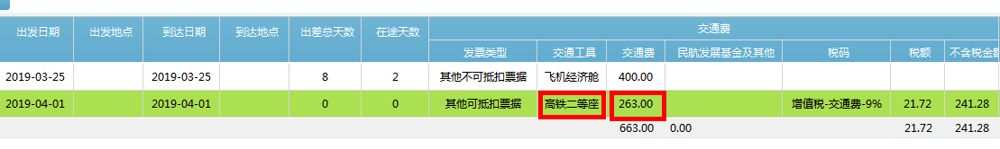 交通费
出发日期 出发地点 到达日期 到达地点 出差总天数 在途天数
发票类型 交通工具 交通费 民航发展基金及其他 税码 税额 不含税金额
2019-03-25 2019-03-25 8 2 其他不可抵扣票据 飞机经济舱 400.00
2019-04-01 2019-04-01 0 0 其他可抵扣票据 高铁二等座 263.00 增值税-交通费-9% 21.72 241.28
663.00 0.00 21.72 241.28